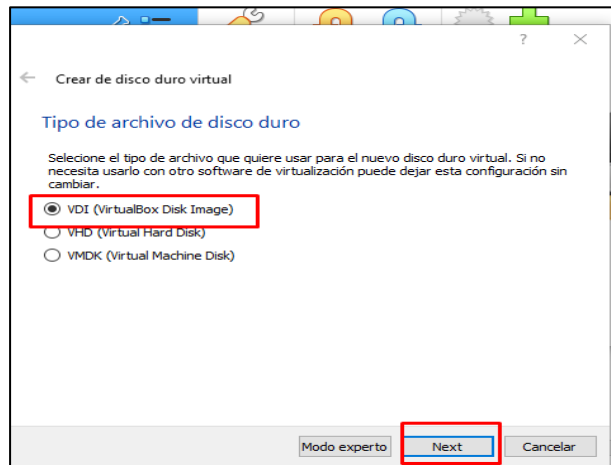 ?
Crear de disco duro virtual
Tipo de archivo de disco duro
Selecione el tipo de archivo que quiere usar para el nuevo disco duro virtual. Si no
necesita usarlo con otro software de virtualización puede dejar esta configuración sin
cambiar.
VDI (VirtualBox Disk Image)
VHD (Virtual Hard Disk)
VMDK (Virtual Machine Disk)
Modo experto Next Cancelar